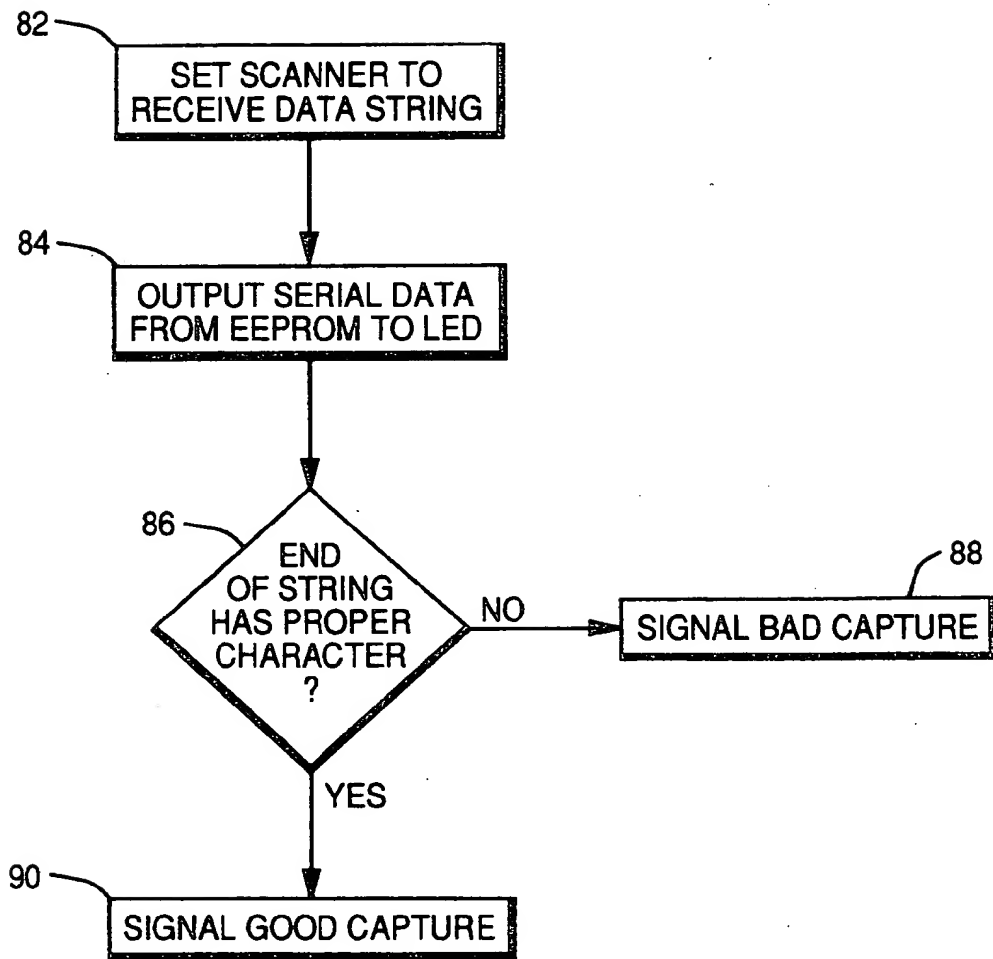 82
SET SCANNER TO
RECEIVE DATA STRING
84
OUTPUT SERIAL DATA
FROM EEPROM TO LED
86
END
OF STRING
HAS PROPER
CHARACTER
?
NO
88
SIGNAL BAD CAPTURE
YES
90
SIGNAL GOOD CAPTURE